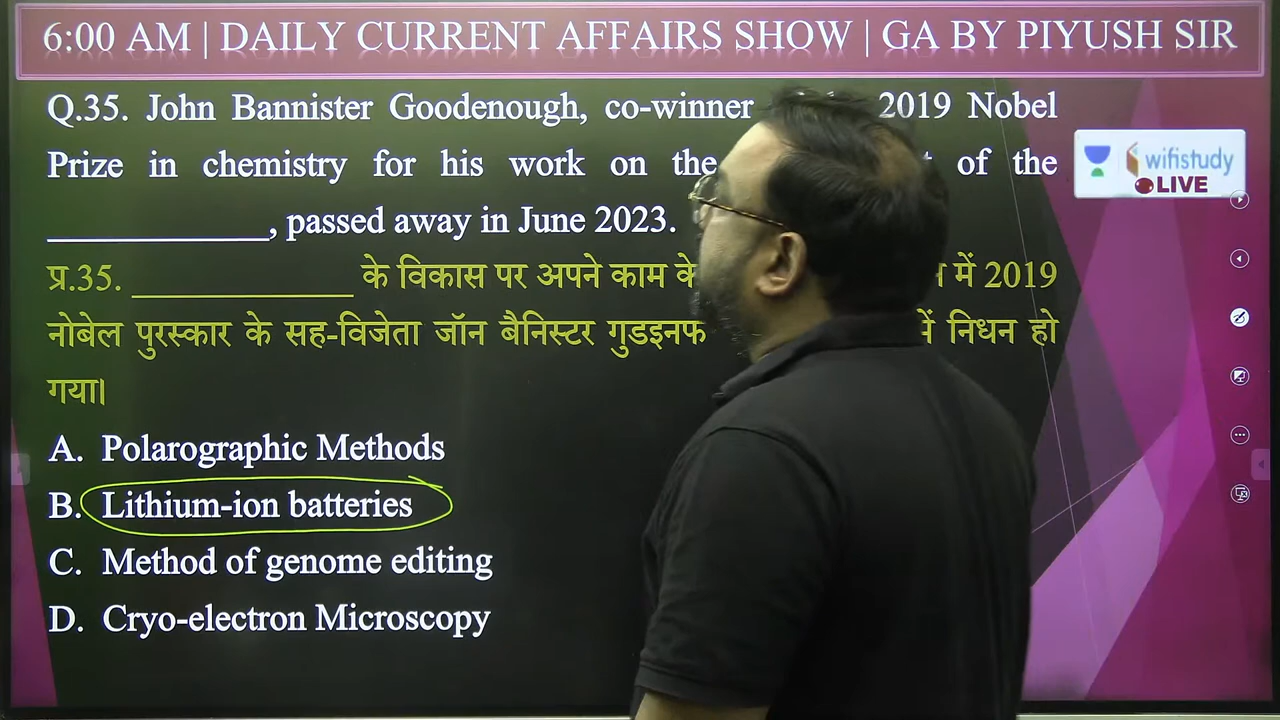 6:00 AM | DAILY CURRENT AFFAIRS SHOW | GA BY PIYUSH SIR
Q.35. John Bannister Goodenough, co-winner 2019 Nobel
Prize in chemistry for his work on the of the
____________, passed away in June 2023.
प्र.35. ____________ के विकास पर अपने काम के में 2019
नोबेल पुरस्कार के सह-विजेता जॉन बैनिस्टर गुडइनफ निधन हो
गया।
A. Polarographic Methods
B. Lithium-ion batteries
C. Method of genome editing
D. Cryo-electron Microscopy
wifistudy
LIVE